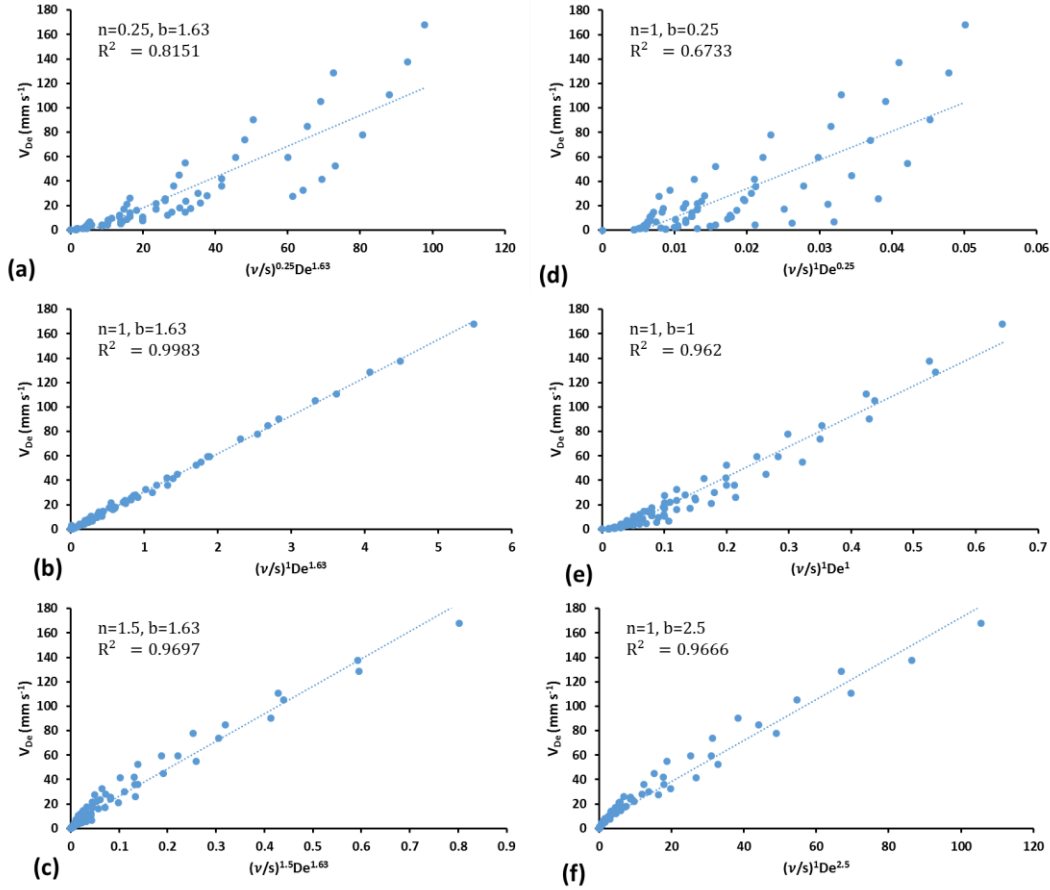 n=0.25, b=1.63
R² = 0.8151
V_De (mm s⁻¹)
180
160
140
120
100
80
60
40
20
0
0.0 20.0 40.0 60.0 80.0 100.0 120.0
(ν/s)^0.25De^1.63
(a)
n=1, b=0.25
R² = 0.6733
V_De (mm s⁻¹)
180
160
140
120
100
80
60
40
20
0
0 0.01 0.02 0.03 0.04 0.05 0.06
(ν/s)¹De^0.25
(d)
n=1, b=1.63
R² = 0.9983
V_De (mm s⁻¹)
180
160
140
120
100
80
60
40
20
0
0 1 2 3 4 5 6
(ν/s)¹De^1.63
(b)
n=1, b=1
R² = 0.962
V_De (mm s⁻¹)
180
160
140
120
100
80
60
40
20
0
0 0.1 0.2 0.3 0.4 0.5 0.6 0.7
(ν/s)¹De¹
(e)
n=1.5, b=1.63
R² = 0.9697
V_De (mm s⁻¹)
180
160
140
120
100
80
60
40
20
0
0 0.1 0.2 0.3 0.4 0.5 0.6 0.7 0.8 0.9
(ν/s)^1.5De^1.63
(c)
n=1, b=2.5
R² = 0.9666
V_De (mm s⁻¹)
180
160
140
120
100
80
60
40
20
0
0 20 40 60 80 100 120
(ν/s)¹De^2.5
(f)